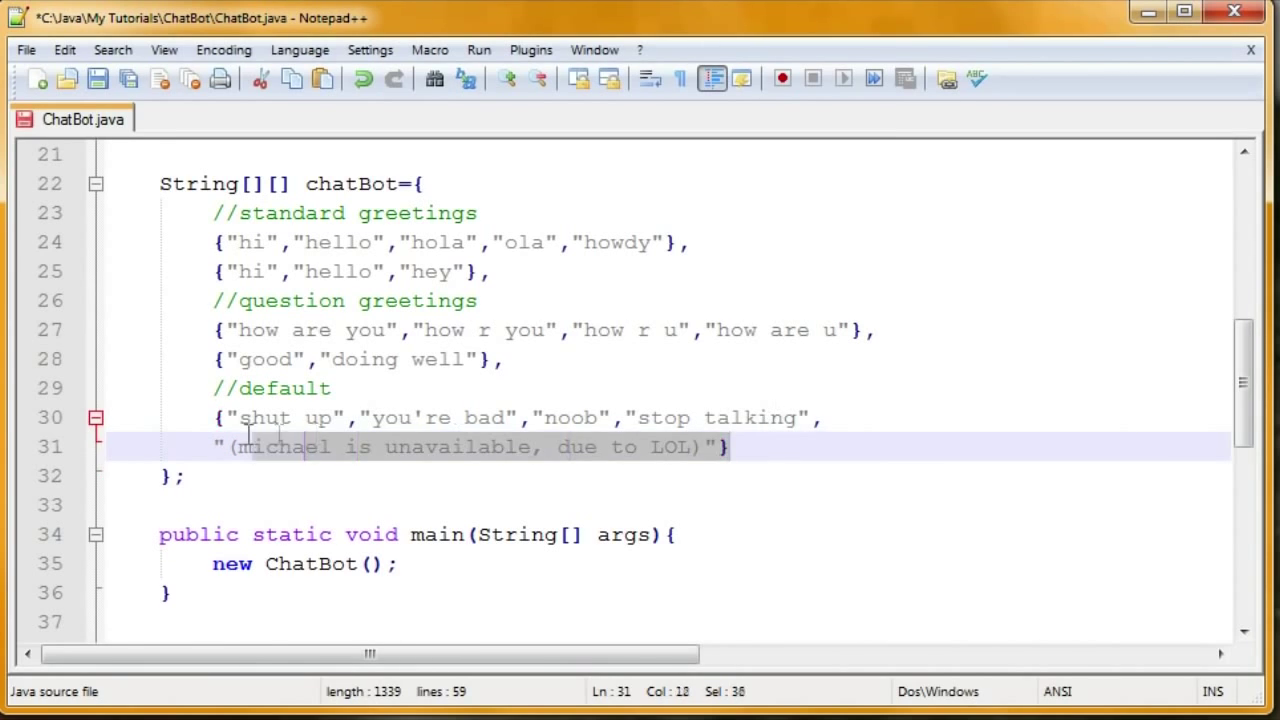 *C:\Java\My Tutorials\ChatBot\ChatBot.java - Notepad++
File Edit Search View Encoding Language Settings Macro Run Plugins Window ? X
ABC
ChatBot.java
21
22 String[][] chatBot={
23 //standard greetings
24 {"hi","hello","hola","ola","howdy"},
25 {"hi","hello","hey"},
26 //question greetings
27 {"how are you","how r you","how r u","how are u"},
28 {"good","doing well"},
29 //default
30 {"shut up","you're bad","noob","stop talking",
31 "(michael is unavailable, due to LOL)"}
32 };
33
34 public static void main(String[] args){
35 new ChatBot();
36 }
37
Java source file length : 1339 lines : 59 Ln : 31 Col : 12 Sel : 38 Dos\Windows ANSI INS